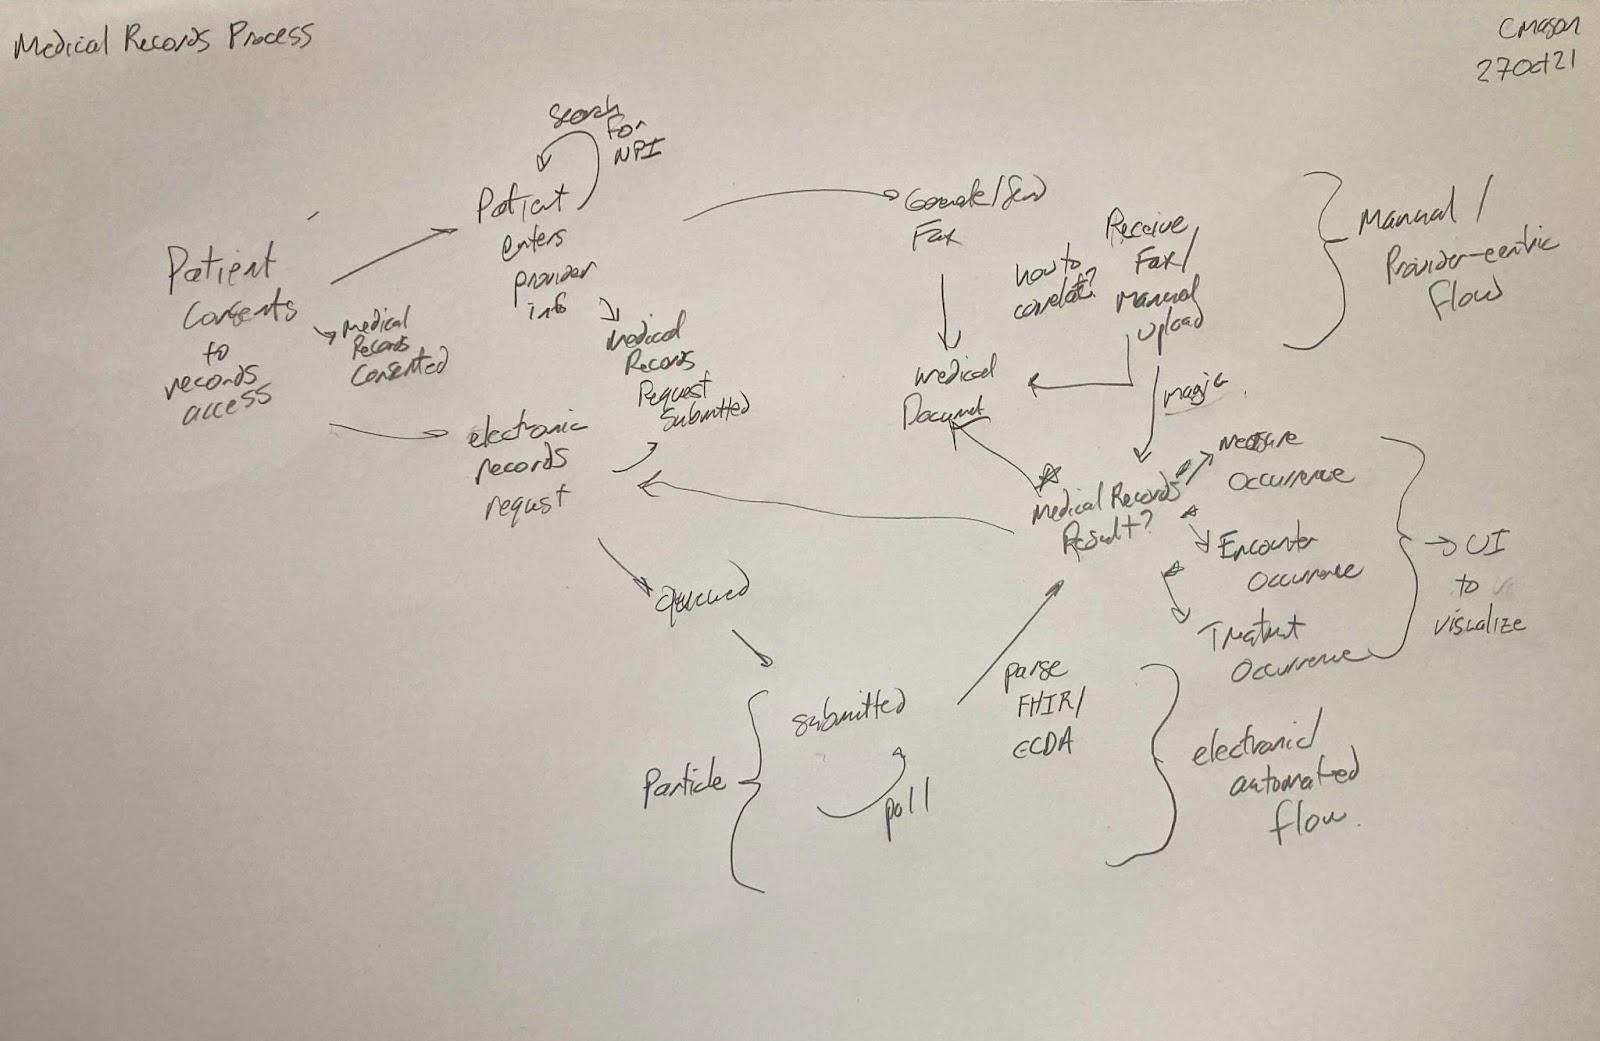 Medical Records Process
CMason
27Oct21
Search
for
NPI
Patient
enters
provider
info
Patient
consents
to
records
access
Medical
Records
Consented
Medical
Records
Request
Submitted
electronic
records
request
Queued
Particle
submitted
poll
Generate/Send
Fax
how to
correlate?
Receive
Fax/
Manual
upload
Manual/
Provider-centric
flow
Medical
Document
magic
Medical Records
Result?
Measure
Occurrence
Encounter
Occurrence
Treatment
Occurrence
UI
to
visualize
parse
FHIR/
CCDA
electronic/
automated
flow.